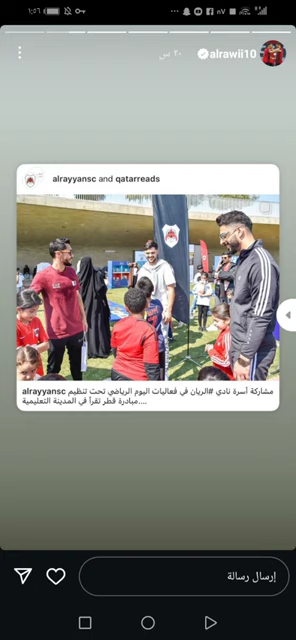 ١:٥٦
alrawii10
٢٠ س
alrayyansc and qatarreads
alrayyansc مشاركة أسرة نادي #الريان في فعاليات اليوم الرياضي تحت تنظيم
مبادرة قطر تقرأ في المدينة التعليمية....
إرسال رسالة